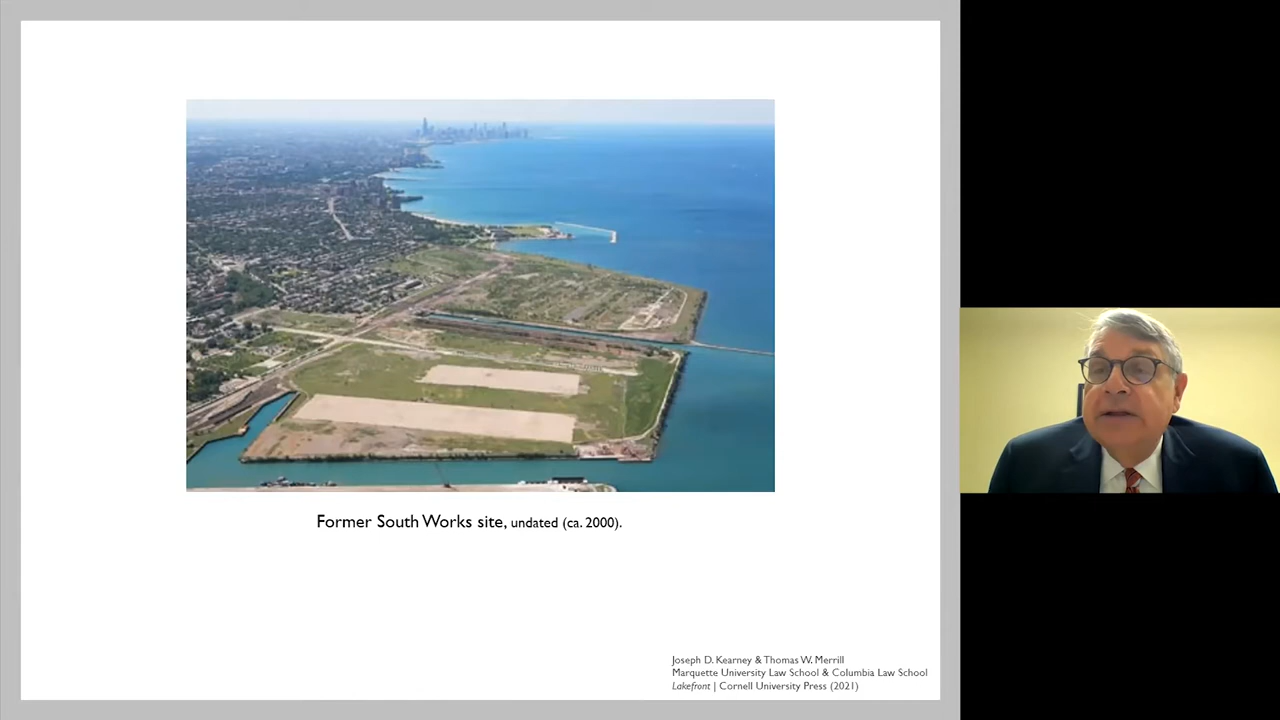 Former South Works site, undated (ca. 2000).
Joseph D. Kearney & Thomas W. Merrill
Marquette University Law School & Columbia Law School
Lakefront | Cornell University Press (2021)